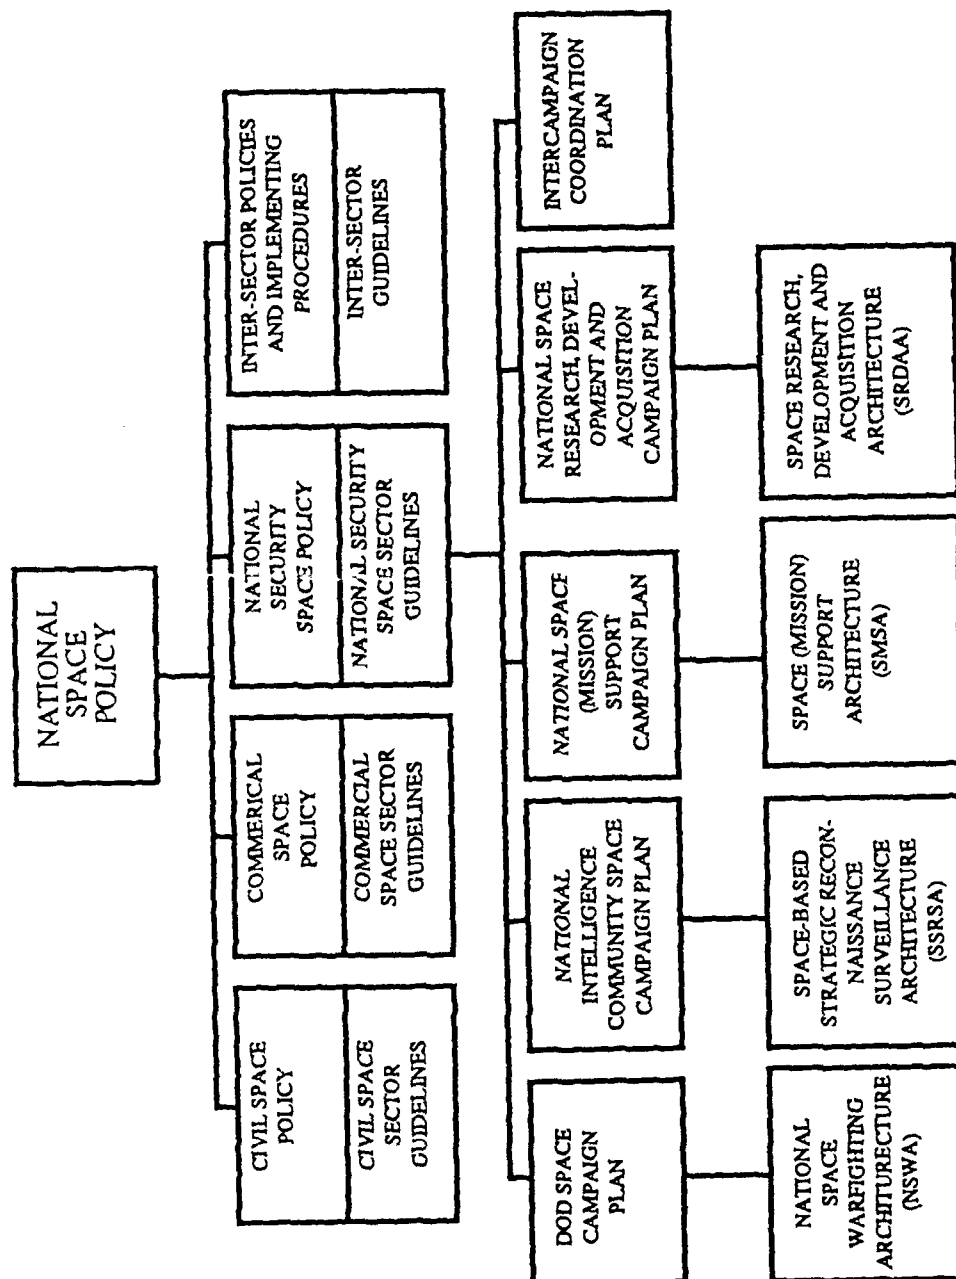 NATIONAL
SPACE
POLICY
CIVIL SPACE
POLICY
CIVIL SPACE
SECTOR
GUIDELINES
COMMERICAL
SPACE
POLICY
COMMERCIAL
SPACE SECTOR
GUIDELINES
NATIONAL
SECURITY
SPACE POLICY
NATIONAL SECURITY
SPACE SECTOR
GUIDELINES
INTER-SECTOR POLICIES
AND IMPLEMENTING
PROCEDURES
INTER-SECTOR
GUIDELINES
DOD SPACE
CAMPAIGN
PLAN
NATIONAL
INTELLIGENCE
COMMUNITY SPACE
CAMPAIGN PLAN
NATIONAL SPACE
(MISSION)
SUPPORT
CAMPAIGN PLAN
NATIONAL SPACE
RESEARCH, DEVEL-
OPMENT AND
ACQUISITION
CAMPAIGN PLAN
INTERCAMPAIGN
COORDINATION
PLAN
NATIONAL
SPACE
WARFIGHTING
ARCHITURECTURE
(NSWA)
SPACE-BASED
STRATEGIC RECON-
NAISSANCE
SURVEILLANCE
ARCHITECTURE
(SSRSA)
SPACE (MISSION)
SUPPORT
ARCHITECTURE
(SMSA)
SPACE RESEARCH,
DEVELOPMENT AND
ACQUISITION
ARCHITECTURE
(SRDAA)